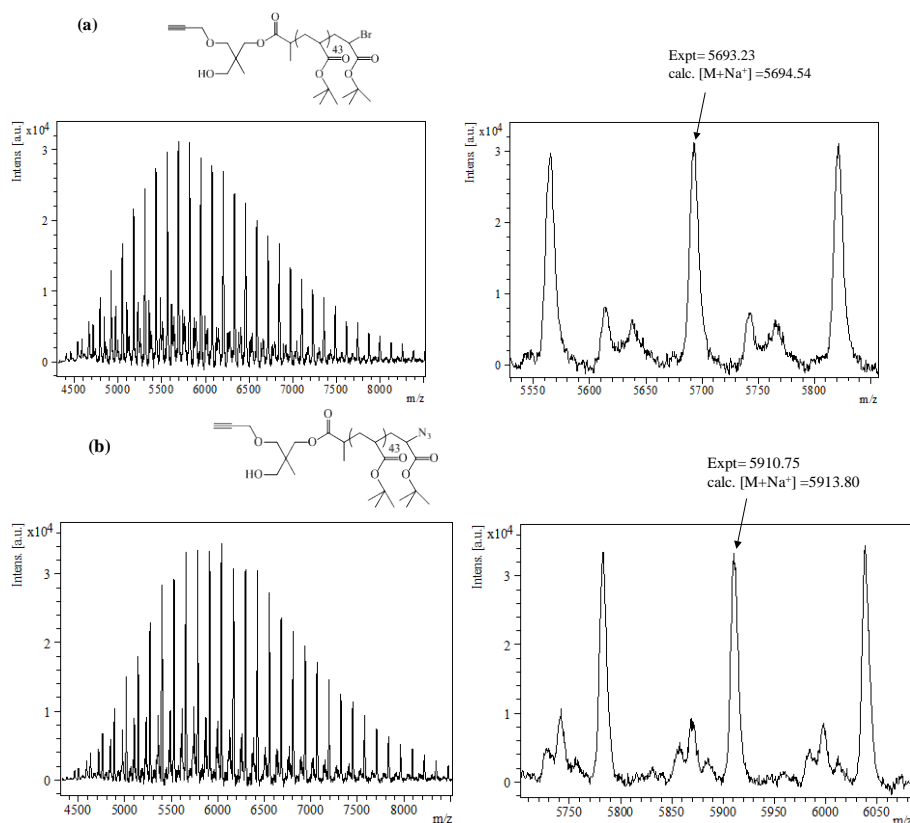 (a)
O
O
O
HO
43
Br
O
O
O
O
Expt= 5693.23
calc. [M+Na⁺] =5694.54
Intens. [a.u.]
x10⁴
3
2
1
0
4500 5000 5500 6000 6500 7000 7500 8000
m/z
Intens. [a.u.]
x10⁴
3
2
1
0
5550 5600 5650 5700 5750 5800
m/z
(b)
O
O
O
HO
43
N₃
O
O
O
O
Expt= 5910.75
calc. [M+Na⁺] =5913.80
Intens. [a.u.]
x10⁴
3
2
1
0
4500 5000 5500 6000 6500 7000 7500 8000
m/z
Intens. [a.u.]
x10⁴
3
2
1
0
5750 5800 5850 5900 5950 6000 6050
m/z